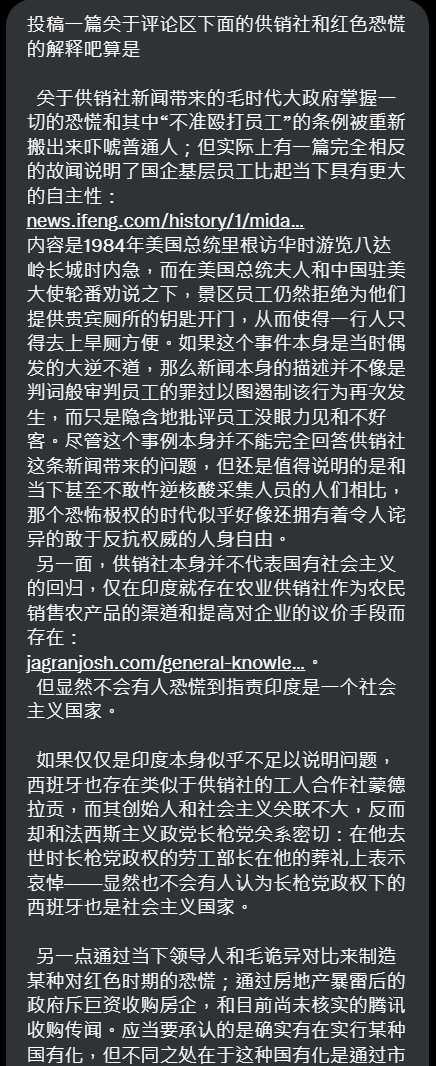 投稿一篇关于评论区下面的供销社和红色恐慌
的解释吧算是
关于供销社新闻带来的毛时代大政府掌握一
切的恐慌和其中“不准殴打员工”的条例被重新
搬出来吓唬普通人；但实际上有一篇完全相反
的故闻说明了国企基层员工比起当下具有更大
的自主性：
news.ifeng.com/history/1/mida...
内容是1984年美国总统里根访华时游览八达
岭长城时内急，而在美国总统夫人和中国驻美
大使轮番劝说之下，景区员工仍然拒绝为他们
提供贵宾厕所的钥匙开门，从而使得一行人只
得去上旱厕方便。如果这个事件本身是当时偶
发的大逆不道，那么新闻本身的描述并不像是
判词般审判员工的罪过以图遏制该行为再次发
生，而只是隐含地批评员工没眼力见和不好
客。尽管这个事例本身并不能完全回答供销社
这条新闻带来的问题，但还是值得说明的是和
当下甚至不敢忤逆核酸采集人员的人们相比，
那个恐怖极权的时代似乎好像还拥有着令人诧
异的敢于反抗权威的人身自由。
另一面，供销社本身并不代表国有社会主义
的回归，仅在印度就存在农业供销社作为农民
销售农产品的渠道和提高对企业的议价手段而
存在：
jagranjosh.com/general-knowle...。
但显然不会有人恐慌到指责印度是一个社会
主义国家。
如果仅仅是印度本身似乎不足以说明问题，
西班牙也存在类似于供销社的工人合作社蒙德
拉贡，而其创始人和社会主义关联不大，反而
却和法西斯主义政党长枪党关系密切：在他去
世时长枪党政权的劳工部长在他的葬礼上表示
哀悼——显然也不会有人认为长枪党政权下的
西班牙也是社会主义国家。
另一点通过当下领导人和毛诡异对比来制造
某种对红色时期的恐慌；通过房地产暴雷后的
政府斥巨资收购房企，和目前尚未核实的腾讯
收购传闻。应当要承认的是确实有在实行某种
国有化，但不同之处在于这种国有化是通过市